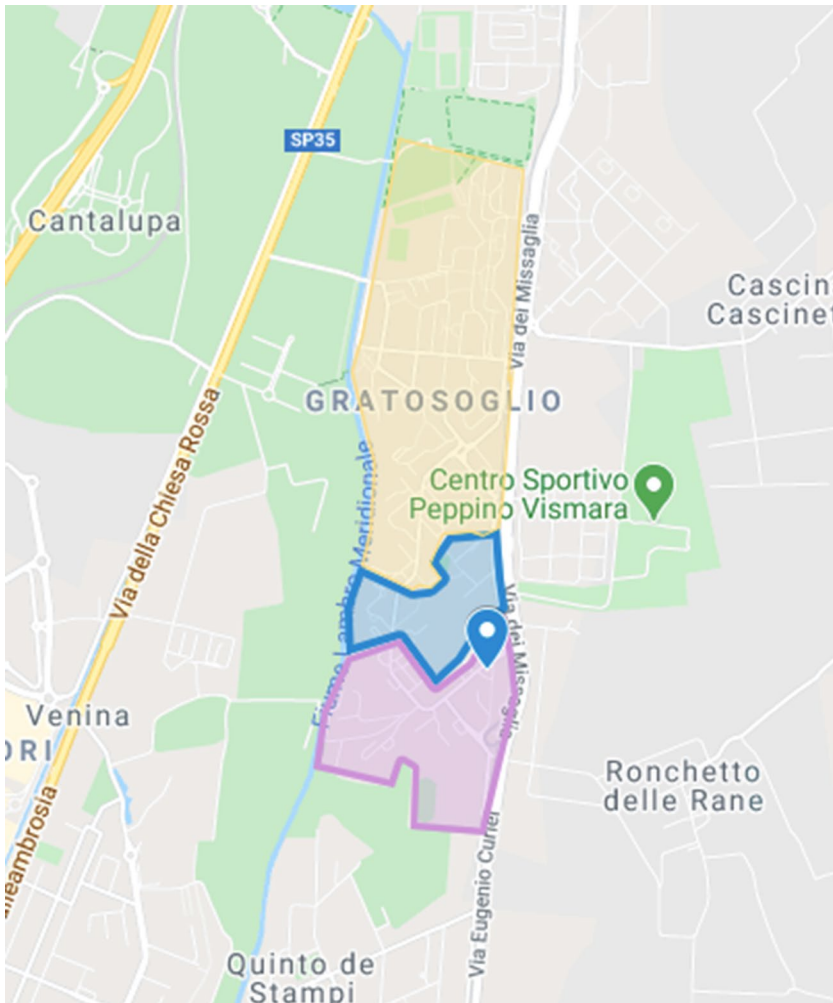 SP35
Cantalupa
Via dei Missaglia
Cascin
Cascinet
GRATOSOGLIO
Via della Chiesa Rossa
Centro Sportivo
Peppino Vismara
Fiume Lambro Meridionale
Via dei Missaglia
Venina
ORI
Ronchetto
delle Rane
lleambrosia
Via Eugenio Curiel
Quinto de
Stampi